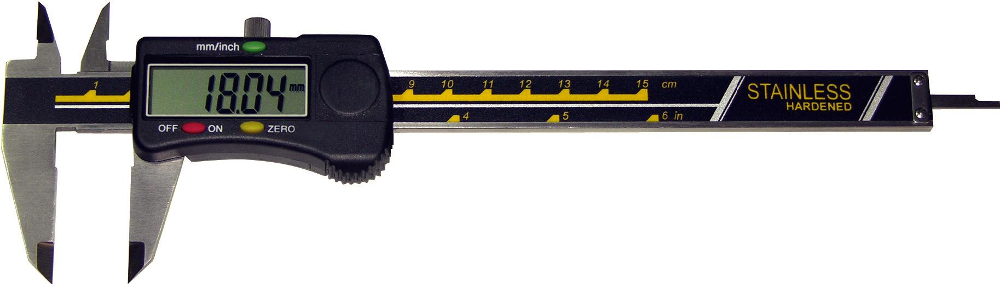 mm/inch
18.04 mm
OFF ON ZERO
1 9 10 11 12 13 14 15 cm
4 5 6 in
STAINLESS
HARDENED